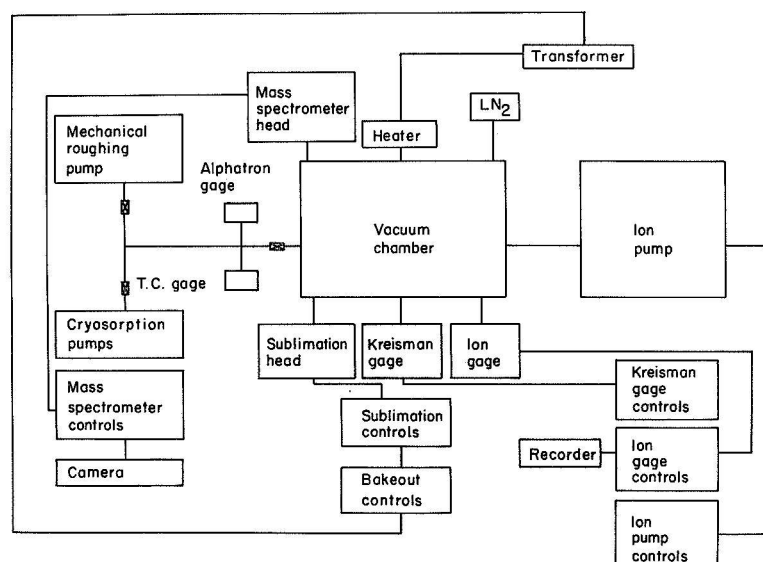 Transformer
Mass
spectrometer
head
LN2
Mechanical
roughing
pump
Heater
Alphatron
gage
Vacuum
chamber
Ion
pump
T.C. gage
Cryosorption
pumps
Sublimation
head
Kreisman
gage
Ion
gage
Mass
spectrometer
controls
Kreisman
gage
controls
Sublimation
controls
Camera
Recorder
Ion
gage
controls
Bakeout
controls
Ion
pump
controls